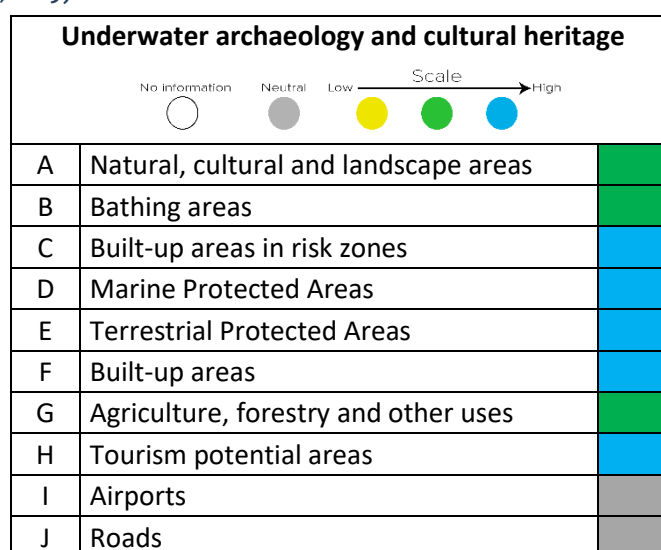 Underwater archaeology and cultural heritage
Scale
No information Neutral Low High
A Natural, cultural and landscape areas
B Bathing areas
C Built-up areas in risk zones
D Marine Protected Areas
E Terrestrial Protected Areas
F Built-up areas
G Agriculture, forestry and other uses
H Tourism potential areas
I Airports
J Roads